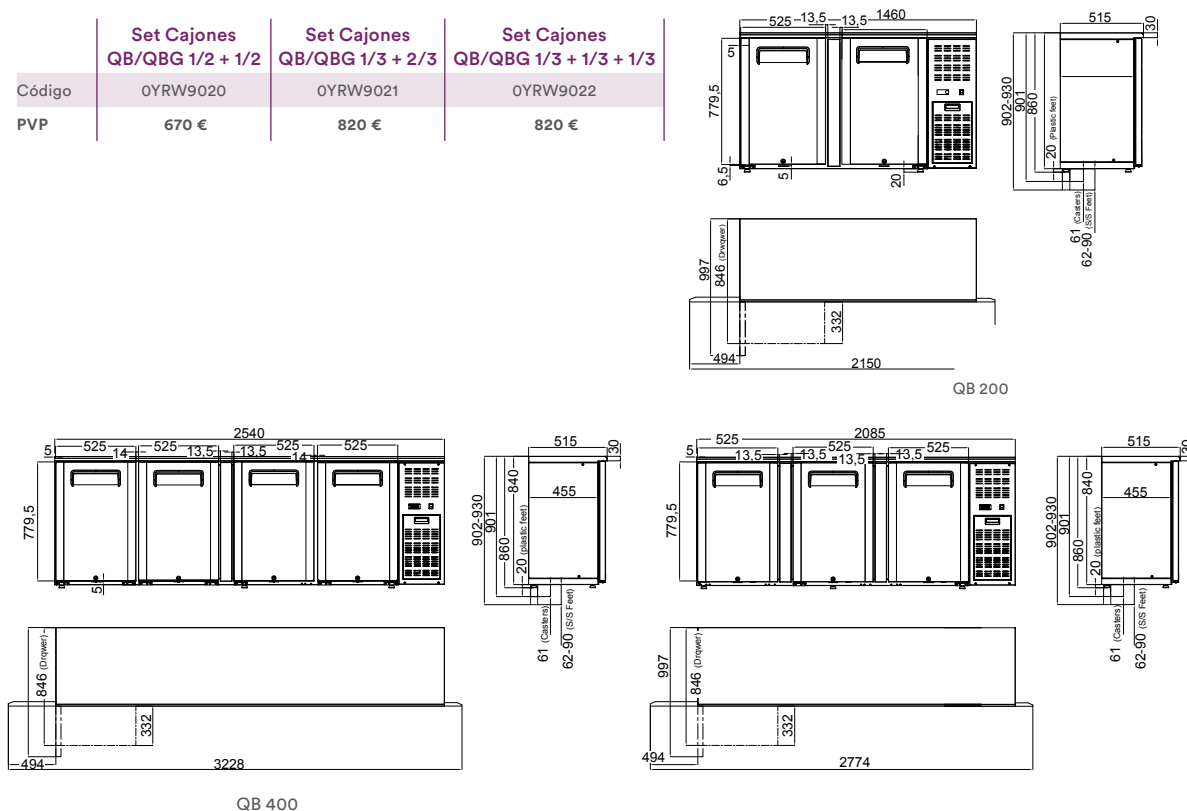 Set Cajones QB/QBG 1/2 + 1/2
Set Cajones QB/QBG 1/3 + 2/3
Set Cajones QB/QBG 1/3 + 1/3 + 1/3
Código 0YRW9020 0YRW9021 0YRW9022
PVP 670 € 820 € 820 €
525 13,5 13,5 1460
5
779,5
6,5
5
20
515
30
902-930
901
860
20 (Plastic feet)
61 (Casters)
62-90 (S/S Feet)
997
846 (Drwqwer)
332
494
2150
QB 200
2540
5 525 525 525 525
14 13,5 13,5 14
779,5
5
515
30
840
455
902-930
901
860
20 (plastic feet)
61 (Casters)
62-90 (S/S Feet)
846 (Drqwer)
332
494
3228
QB 400
2085
5 525 525 525
13,5 13,5 13,5 13,5
779,5
515
30
840
455
902-930
901
860
20 (plastic feet)
61 (Casters)
62-90 (S/S Feet)
997
846 (Drqwer)
332
494
2774